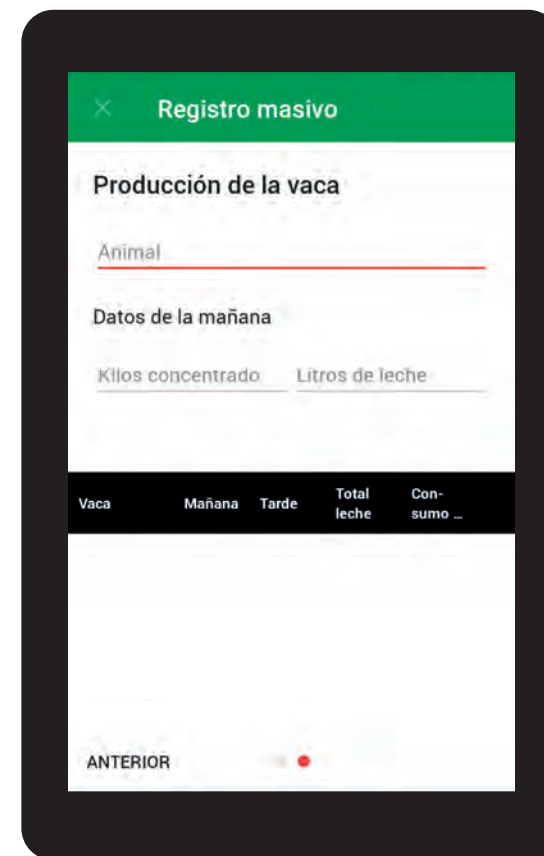 Registro masivo
Producción de la vaca
Animal
Datos de la mañana
Kilos concentrado Litros de leche
Vaca Mañana Tarde Total leche Con-sumo ...
ANTERIOR